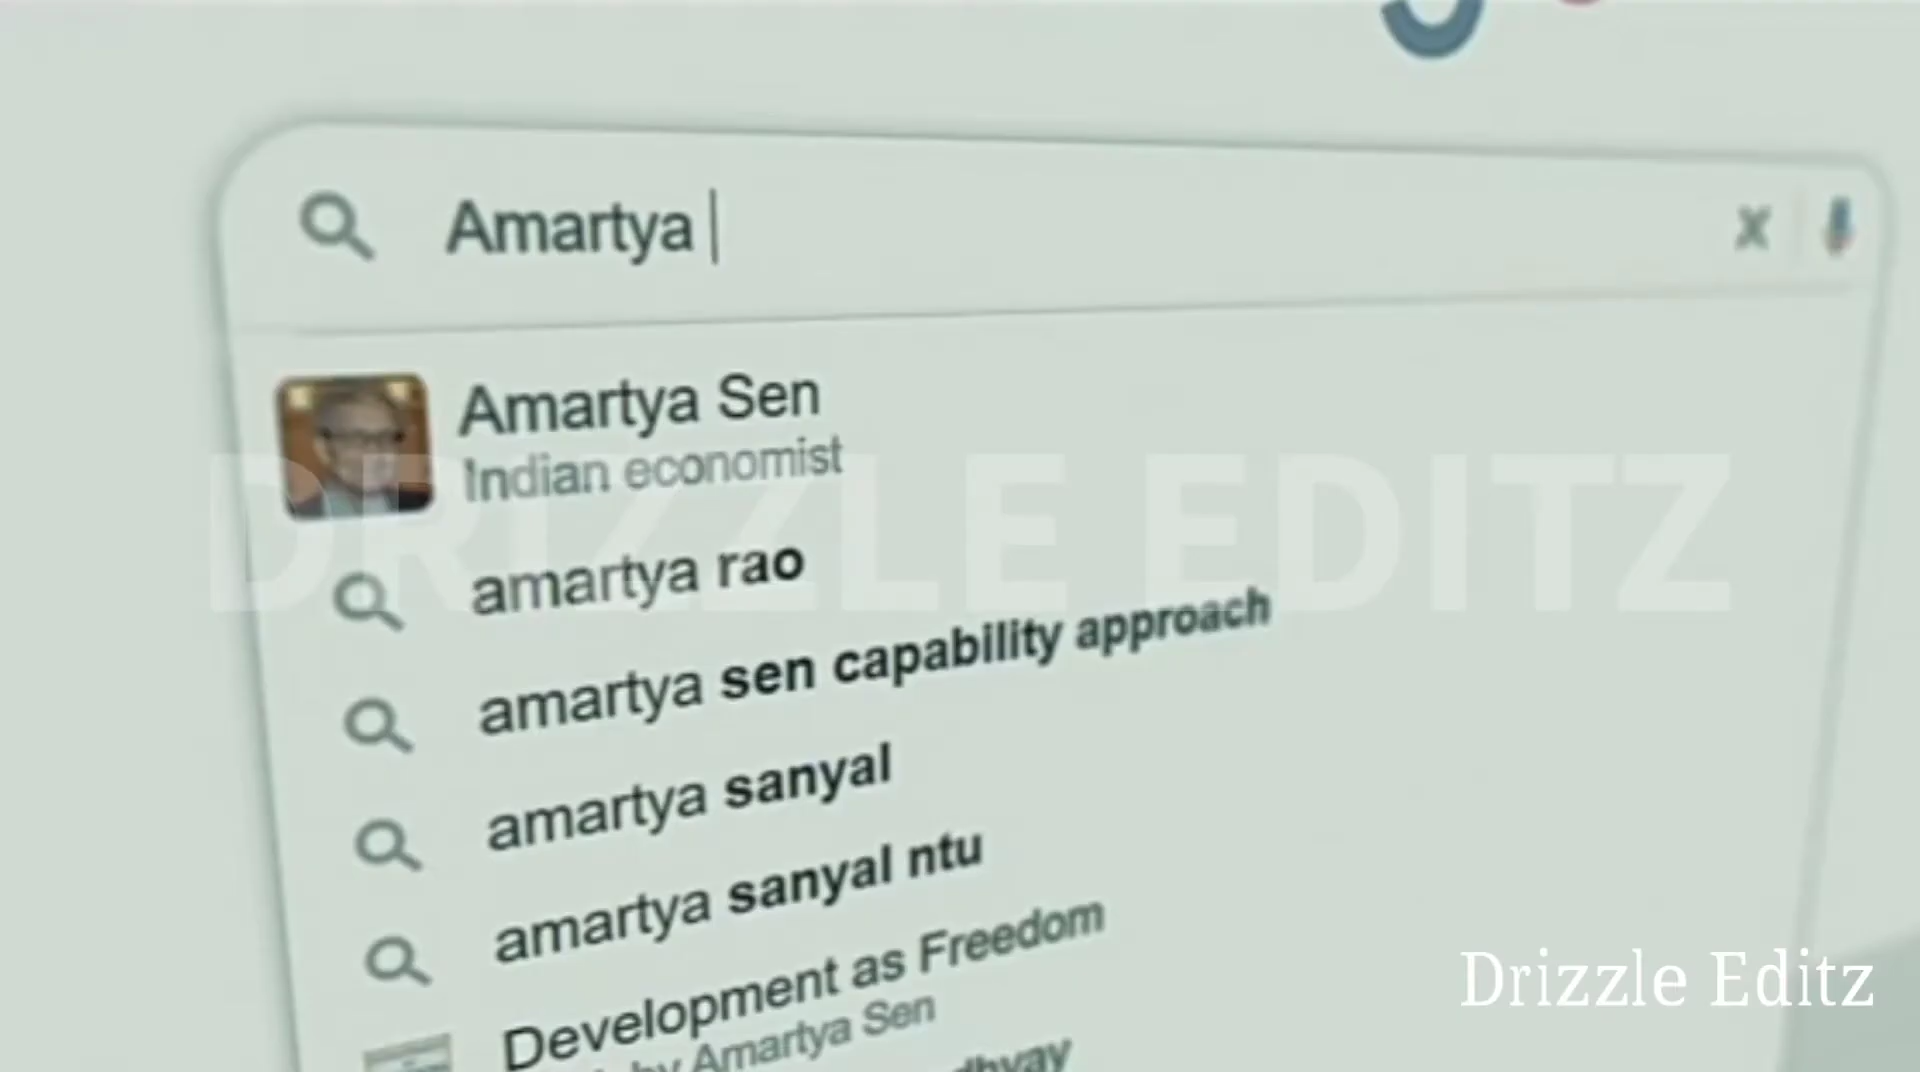 Amartya
Amartya Sen
Indian economist
DRIZZLE EDITZ
amartya rao
amartya sen capability approach
amartya sanyal
amartya sanyal ntu
Development as Freedom
by Amartya Sen
Drizzle Editz